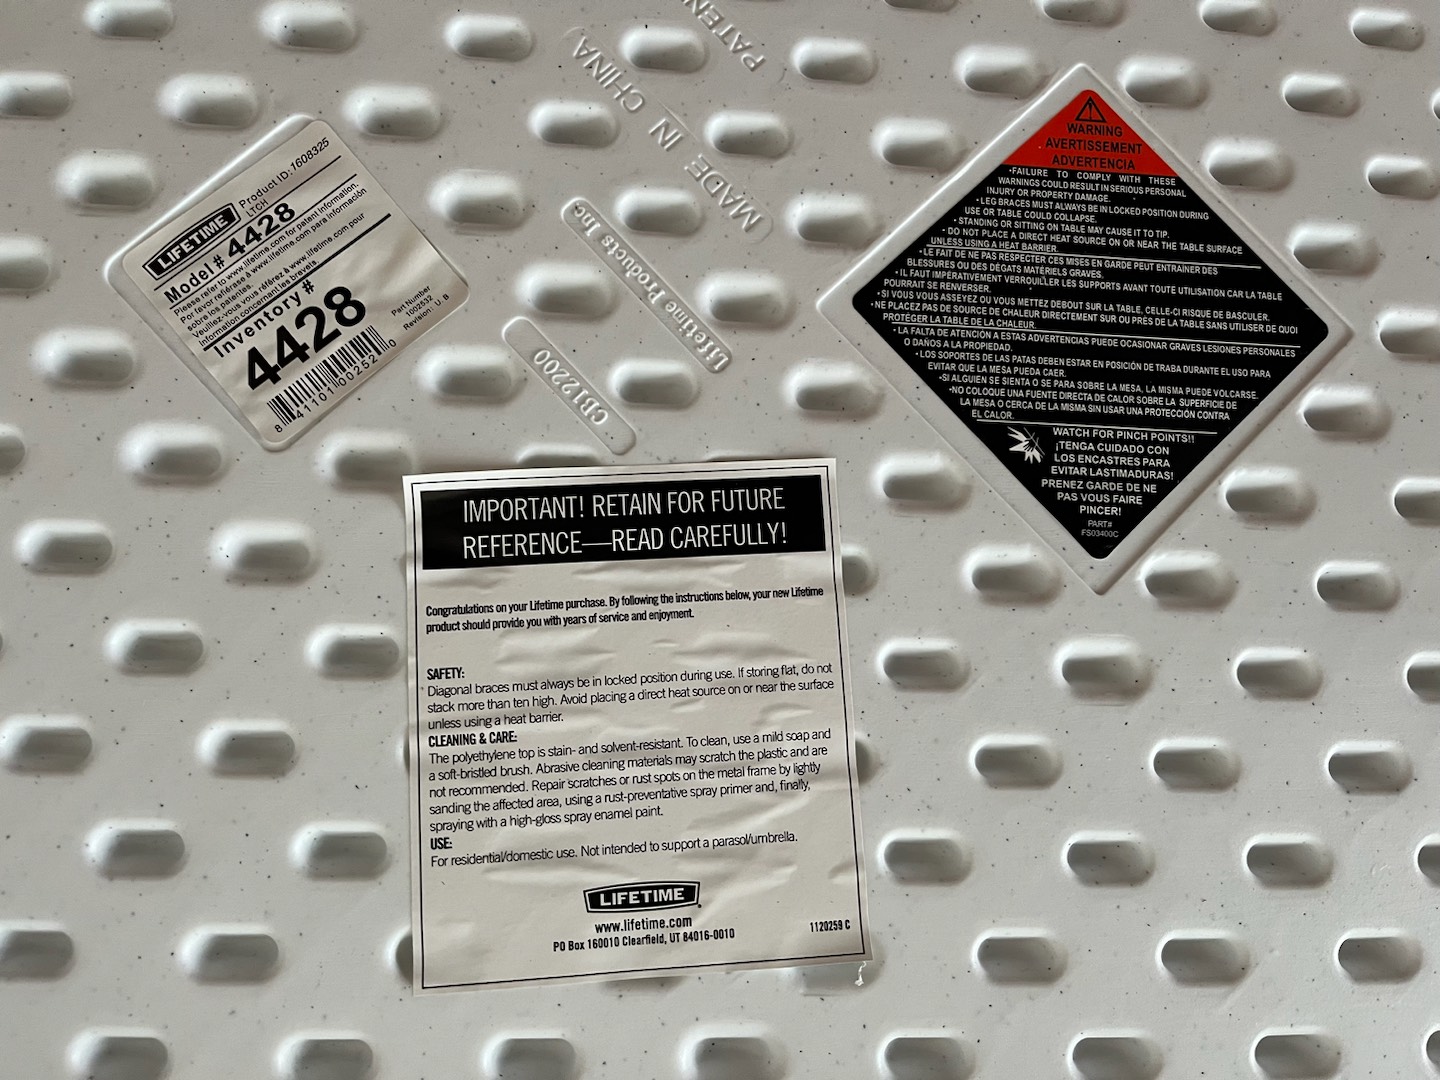 PATEN
MADE IN CHINA
Lifetime Products Inc.
CB12200
LIFETIME
Product ID: 1608325
LTCH
Model # 4428
Please refer to www.lifetime.com for patent information.
Por favor refiérase a www.lifetime.com para información
sobre los patentes.
Veuillez-vous référez à www.lifetime.com pour
information concernant les brevets.
Inventory #
4428
Part Number
1002532
Revision: U B
8 41101 00252 0
WARNING
AVERTISSEMENT
ADVERTENCIA
•FAILURE TO COMPLY WITH THESE
WARNINGS COULD RESULT IN SERIOUS PERSONAL
INJURY OR PROPERTY DAMAGE.
•LEG BRACES MUST ALWAYS BE IN LOCKED POSITION DURING
USE OR TABLE COULD COLLAPSE.
•STANDING OR SITTING ON TABLE MAY CAUSE IT TO TIP.
•DO NOT PLACE A DIRECT HEAT SOURCE ON OR NEAR THE TABLE SURFACE
UNLESS USING A HEAT BARRIER.
•LE FAIT DE NE PAS RESPECTER CES MISES EN GARDE PEUT ENTRAÎNER DES
BLESSURES OU DES DÉGATS MATÉRIELS GRAVES.
•IL FAUT IMPÉRATIVEMENT VERROUILLER LES SUPPORTS AVANT TOUTE UTILISATION CAR LA TABLE
POURRAIT SE RENVERSER.
•SI VOUS VOUS ASSEYEZ OU VOUS METTEZ DEBOUT SUR LA TABLE, CELLE-CI RISQUE DE BASCULER.
•NE PLACEZ PAS DE SOURCE DE CHALEUR DIRECTEMENT SUR OU PRÈS DE LA TABLE SANS UTILISER DE QUOI
PROTÉGER LA TABLE DE LA CHALEUR.
•LA FALTA DE ATENCIÓN A ESTAS ADVERTENCIAS PUEDE OCASIONAR GRAVES LESIONES PERSONALES
O DAÑOS A LA PROPIEDAD.
•LOS SOPORTES DE LAS PATAS DEBEN ESTAR EN POSICIÓN DE TRABA DURANTE EL USO PARA
EVITAR QUE LA MESA PUEDA CAER.
•SI ALGUIEN SE SIENTA O SE PARA SOBRE LA MESA, LA MISMA PUEDE VOLCARSE.
•NO COLOQUE UNA FUENTE DIRECTA DE CALOR SOBRE LA SUPERFICIE DE
LA MESA O CERCA DE LA MISMA SIN USAR UNA PROTECCIÓN CONTRA
EL CALOR.
WATCH FOR PINCH POINTS!!
¡TENGA CUIDADO CON
LOS ENCASTRES PARA
EVITAR LASTIMADURAS!
PRENEZ GARDE DE NE
PAS VOUS FAIRE
PINCER!
PART#
FS03400C
IMPORTANT! RETAIN FOR FUTURE
REFERENCE—READ CAREFULLY!
Congratulations on your Lifetime purchase. By following the instructions below, your new Lifetime
product should provide you with years of service and enjoyment.
SAFETY:
Diagonal braces must always be in locked position during use. If storing flat, do not
stack more than ten high. Avoid placing a direct heat source on or near the surface
unless using a heat barrier.
CLEANING & CARE:
The polyethylene top is stain- and solvent-resistant. To clean, use a mild soap and
a soft-bristled brush. Abrasive cleaning materials may scratch the plastic and are
not recommended. Repair scratches or rust spots on the metal frame by lightly
sanding the affected area, using a rust-preventative spray primer and, finally,
spraying with a high-gloss spray enamel paint.
USE:
For residential/domestic use. Not intended to support a parasol/umbrella.
LIFETIME
www.lifetime.com
PO Box 160010 Clearfield, UT 84016-0010
1120259 C